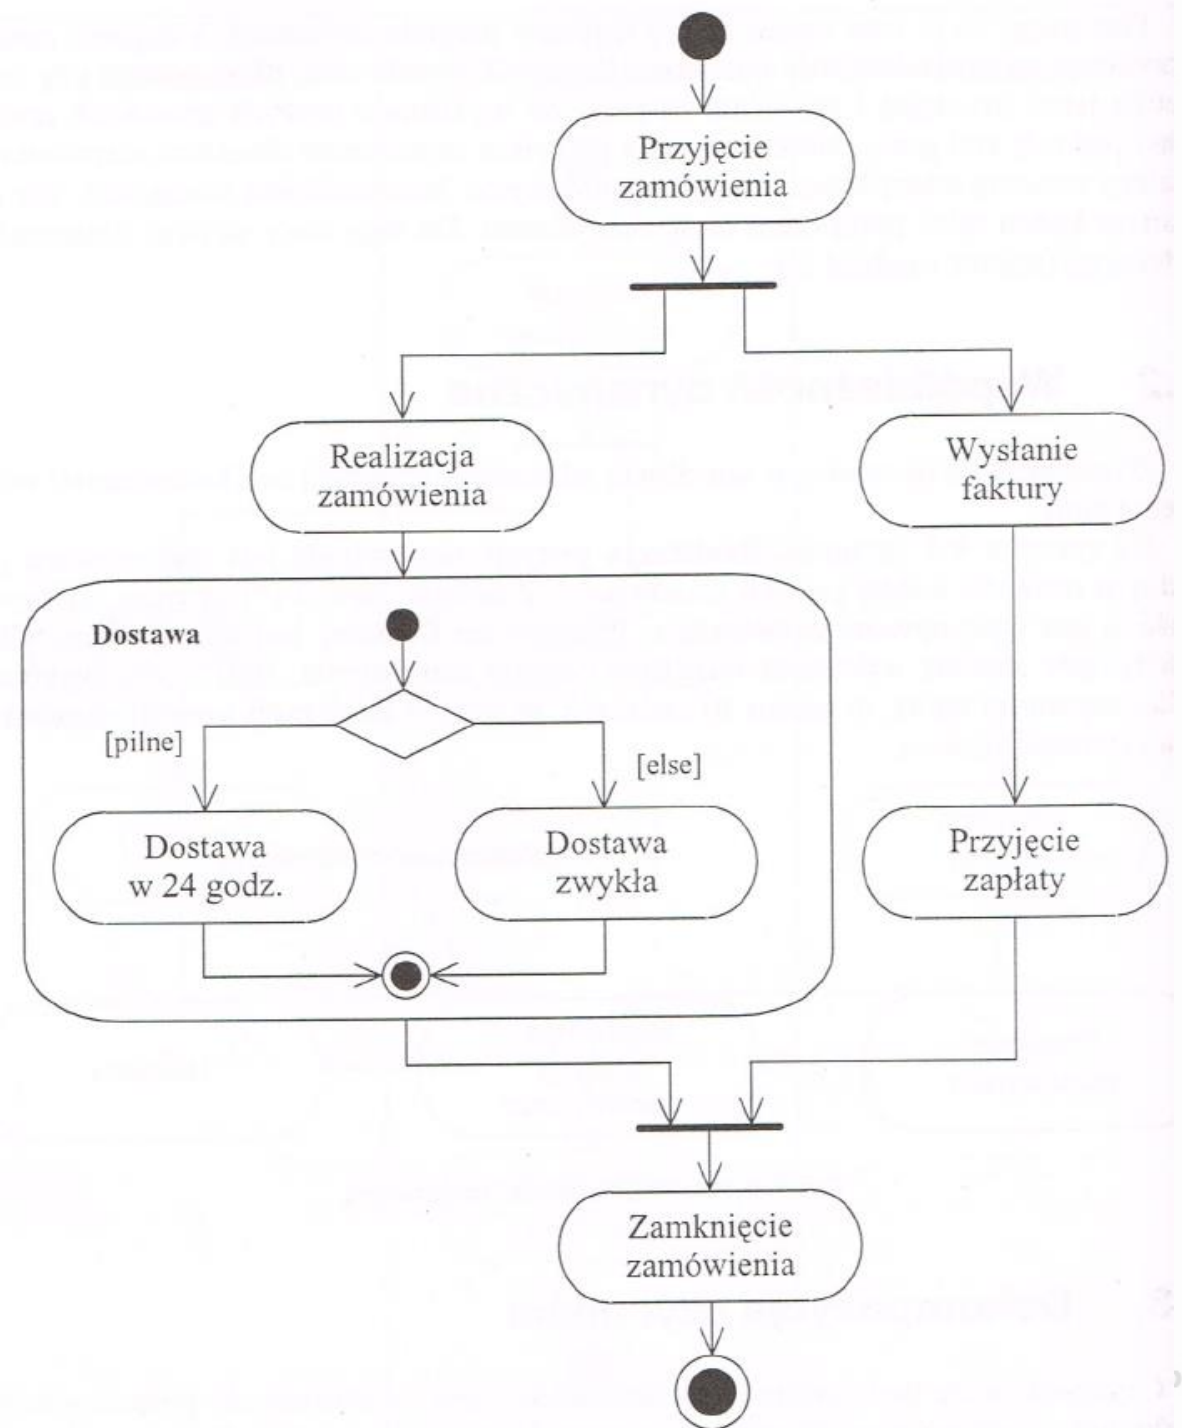 Przyjęcie
zamówienia
Realizacja
zamówienia
Wysłanie
faktury
Dostawa
[pilne]
[else]
Dostawa
w 24 godz.
Dostawa
zwykła
Przyjęcie
zapłaty
Zamknięcie
zamówienia